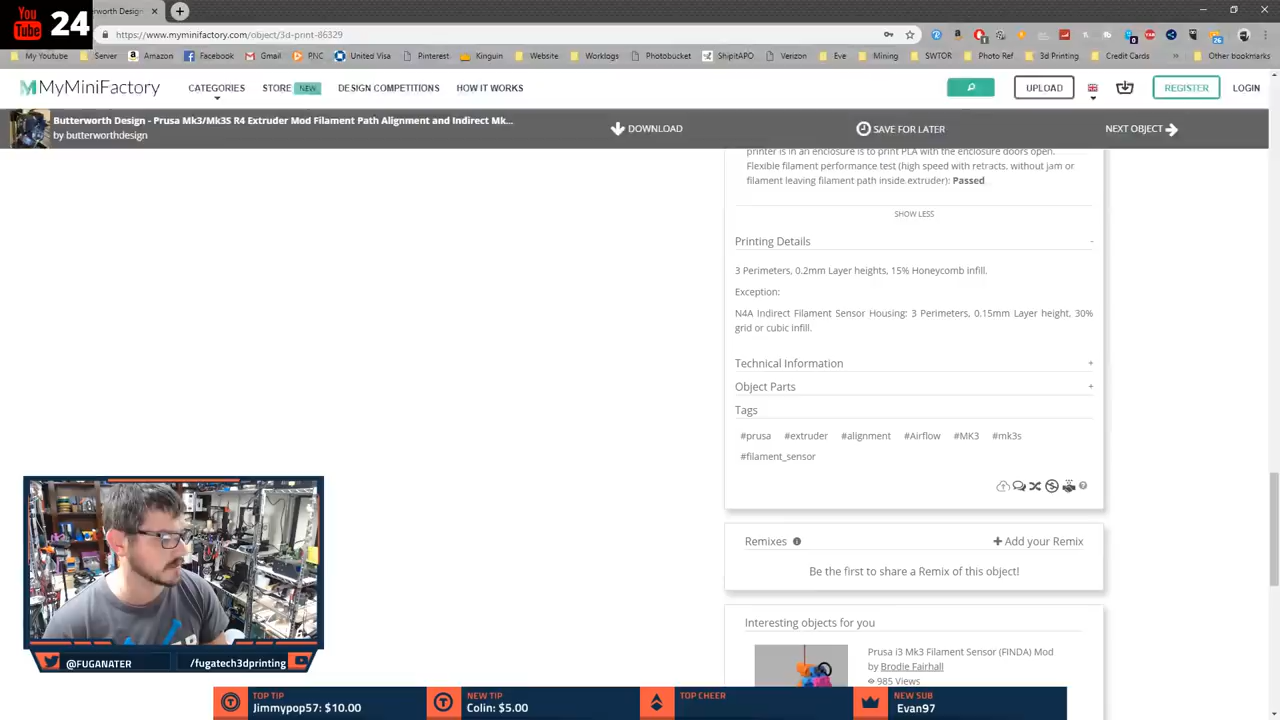 You Tube 24
rworth Design
https://www.myminifactory.com/object/3d-print-86329
My Youtube Server Amazon Facebook Fugatech Google United Visa Pinterest Kinguin Website Worklogs Photobucket ShipitAPO Amazon Eve Mining SWTOR Photo Ref 3d Printing Credit Cards Other bookmarks
MyMiniFactory CATEGORIES STORE NEW DESIGN COMPETITIONS HOW IT WORKS UPLOAD REGISTER LOGIN
Butterworth Design - Prusa Mk3/Mk3S R4 Extruder Mod Filament Path Alignment and Indirect Mk...
by butterworthdesign
DOWNLOAD SAVE FOR LATER NEXT OBJECT
printer is in an enclosure is to print PLA with the enclosure doors open.
Flexible filament performance test (high speed with retracts, without jam or
filament leaving filament path inside extruder): Passed
SHOW LESS
Printing Details -
3 Perimeters, 0.2mm Layer heights, 15% Honeycomb infill.
Exception:
N4A Indirect Filament Sensor Housing: 3 Perimeters, 0.15mm Layer height, 30%
grid or cubic infill.
Technical Information +
Object Parts +
Tags
#prusa #extruder #alignment #Airflow #MK3 #mk3s
#filament_sensor
Remixes + Add your Remix
Be the first to share a Remix of this object!
Interesting objects for you
Prusa i3 Mk3 Filament Sensor (FINDA) Mod
by Brodie Fairhall
985 Views
@FUGANATER /fugatech3dprinting
TOP TIP
Jimmypop57: $10.00
NEW TIP
Colin: $5.00
TOP CHEER
NEW SUB
Evan97